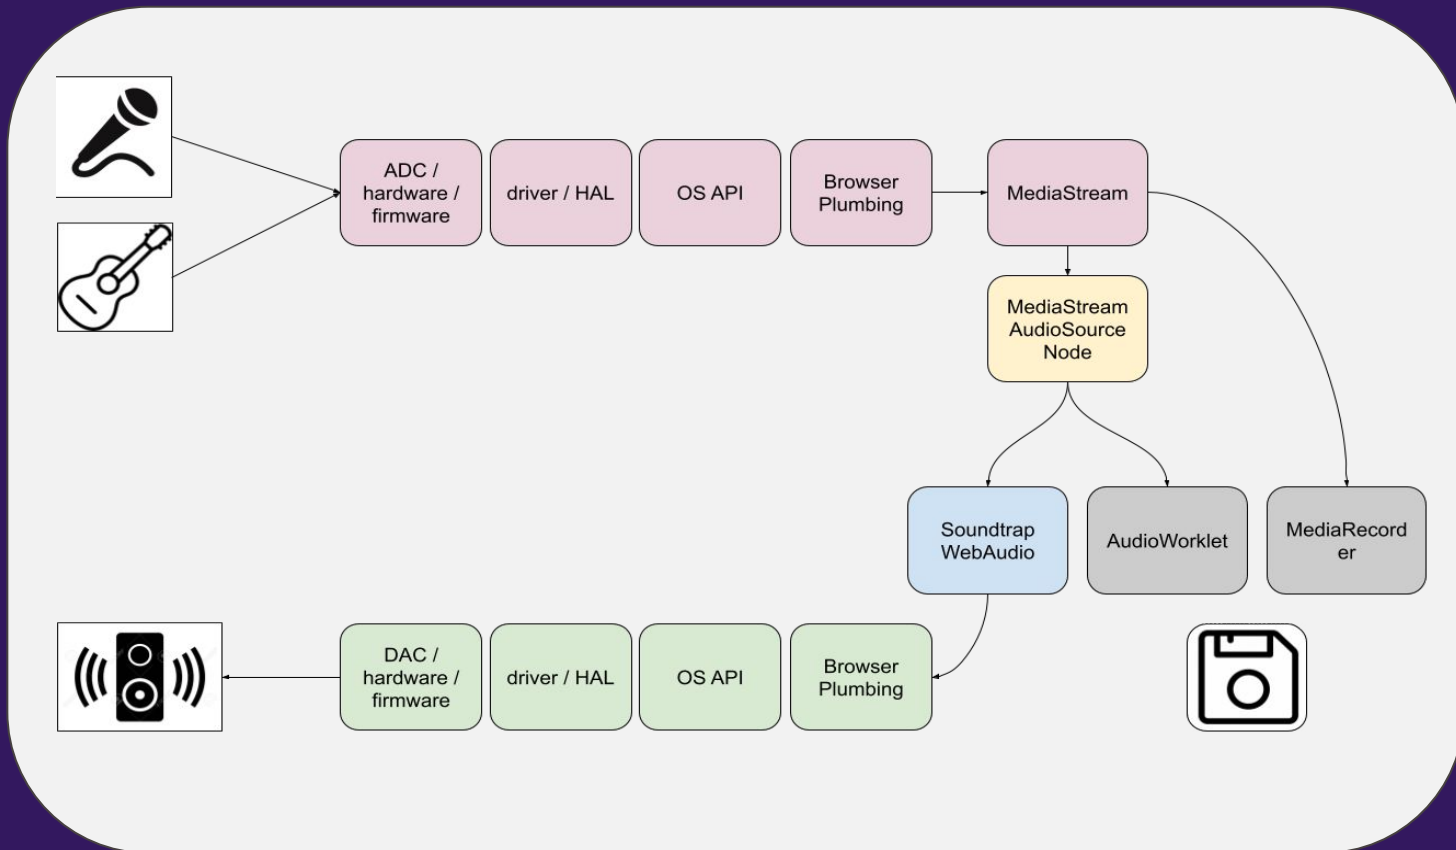 ADC /
hardware /
firmware
driver / HAL
OS API
Browser
Plumbing
MediaStream
MediaStream
AudioSource
Node
Soundtrap
WebAudio
AudioWorklet
MediaRecord
er
DAC /
hardware /
firmware
driver / HAL
OS API
Browser
Plumbing